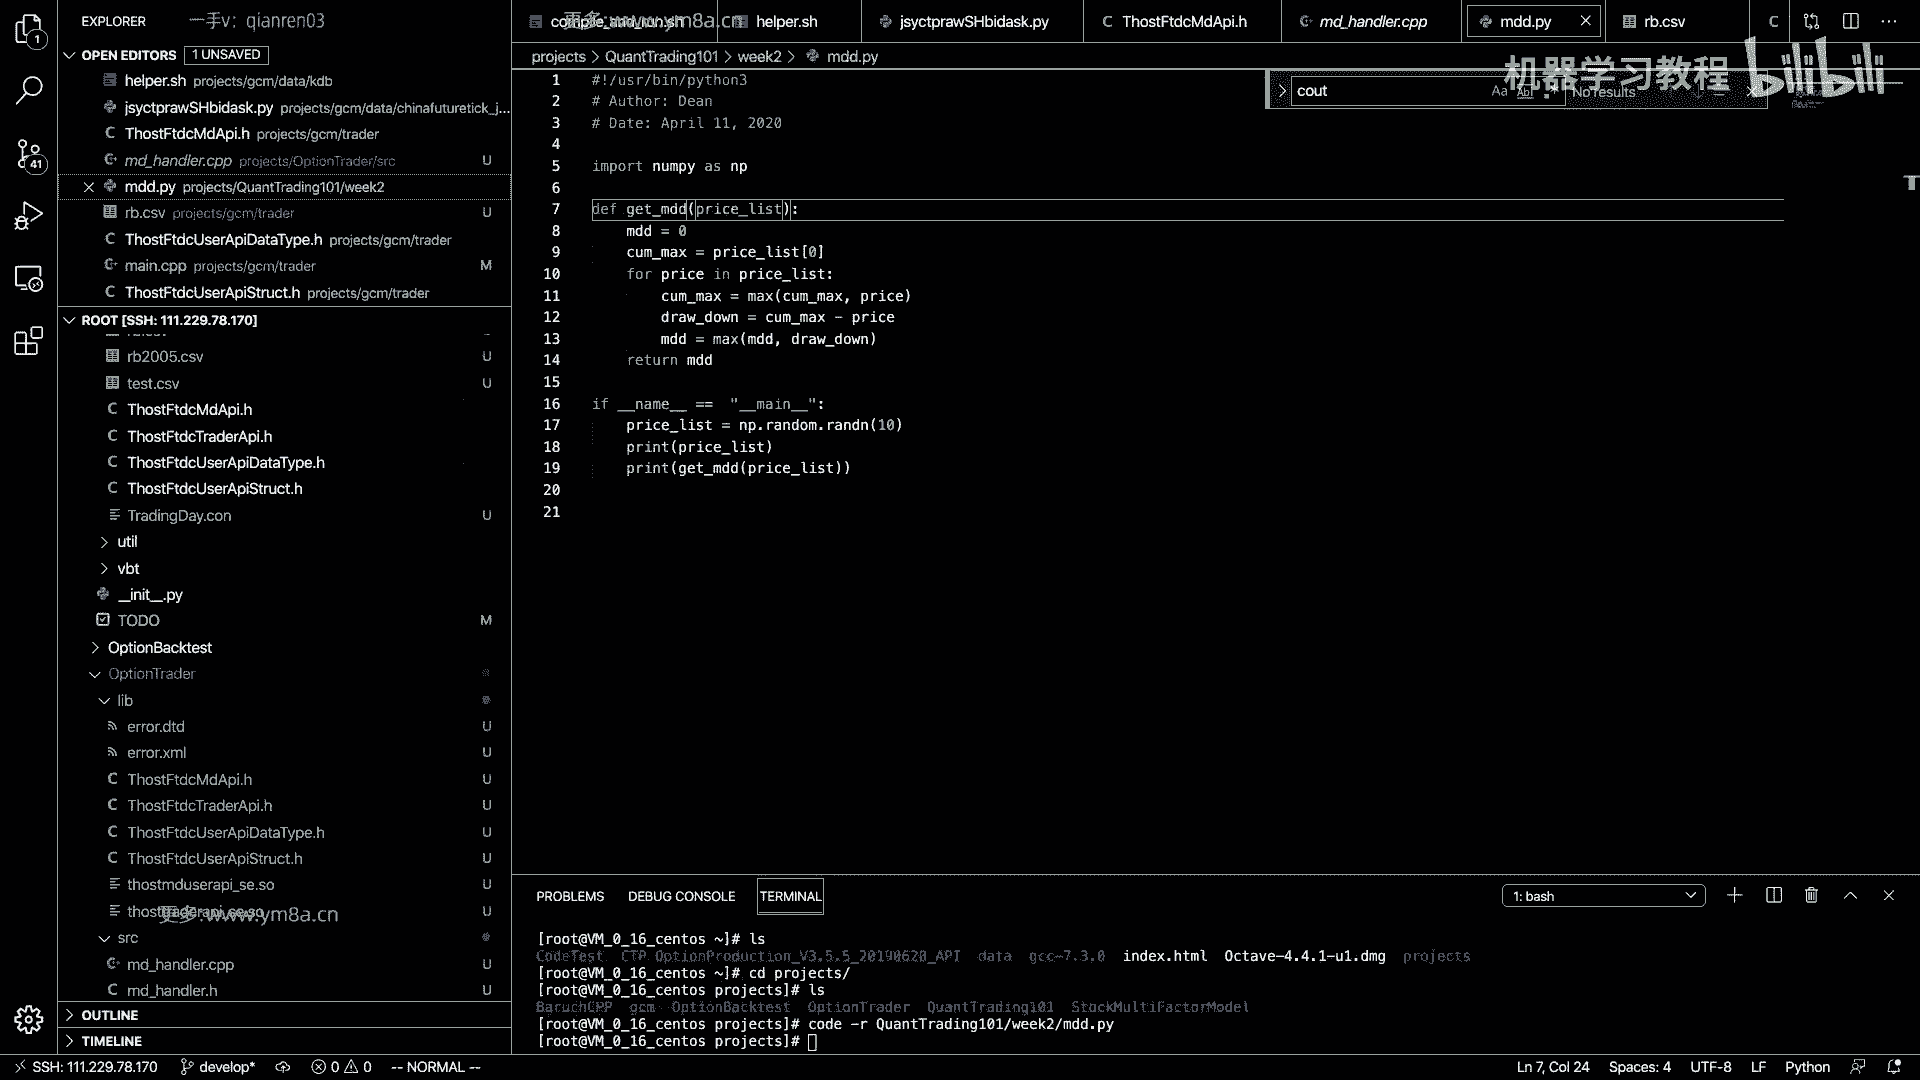 EXPLORER
一手v: qianren03
OPEN EDITORS 1 UNSAVED
helper.sh projects/gcm/data/kdb
jsyctprawSHbidask.py projects/gcm/data/chinafuturetick_j...
ThostFtdcMdApi.h projects/gcm/trader
md_handler.cpp projects/OptionTrader/src U
mdd.py projects/QuantTrading101/week2
rb.csv projects/gcm/trader U
ThostFtdcUserApiDataType.h projects/gcm/trader
main.cpp projects/gcm/trader M
ThostFtdcUserApiStruct.h projects/gcm/trader
ROOT [SSH: 111.229.78.170]
rb2005.csv U
test.csv U
ThostFtdcMdApi.h
ThostFtdcTraderApi.h
ThostFtdcUserApiDataType.h
ThostFtdcUserApiStruct.h
TradingDay.con U
util
vbt
__init__.py
TODO M
OptionBacktest
OptionTrader
lib
error.dtd U
error.xml U
ThostFtdcMdApi.h U
ThostFtdcTraderApi.h U
ThostFtdcUserApiDataType.h U
ThostFtdcUserApiStruct.h U
thostmduserapi_se.so U
更多:www.ym8a.cn U
src
md_handler.cpp U
md_handler.h U
OUTLINE
TIMELINE
更多:www.ym8a.cn
helper.sh jsyctprawSHbidask.py ThostFtdcMdApi.h md_handler.cpp mdd.py rb.csv
projects > QuantTrading101 > week2 > mdd.py
机器学习教程 bilibili
cout Aa Abl No results
1 #!/usr/bin/python3
2 # Author: Dean
3 # Date: April 11, 2020
4
5 import numpy as np
6
7 def get_mdd(price_list):
8 mdd = 0
9 cum_max = price_list[0]
10 for price in price_list:
11 cum_max = max(cum_max, price)
12 draw_down = cum_max - price
13 mdd = max(mdd, draw_down)
14 return mdd
15
16 if __name__ == "__main__":
17 price_list = np.random.randn(10)
18 print(price_list)
19 print(get_mdd(price_list))
20
21
PROBLEMS DEBUG CONSOLE TERMINAL 1: bash
[root@VM_0_16_centos ~]# ls
CodeTest CTP_OptionProduction_V3.5.5_20190620_API data gcc-7.3.0 index.html Octave-4.4.1-u1.dmg projects
[root@VM_0_16_centos ~]# cd projects/
[root@VM_0_16_centos projects]# ls
BaruchCPP gcm OptionBacktest OptionTrader QuantTrading101 StockMultiFactorModel
[root@VM_0_16_centos projects]# code -r QuantTrading101/week2/mdd.py
[root@VM_0_16_centos projects]#
SSH: 111.229.78.170 develop* 0 0 -- NORMAL -- Ln 7, Col 24 Spaces: 4 UTF-8 LF Python